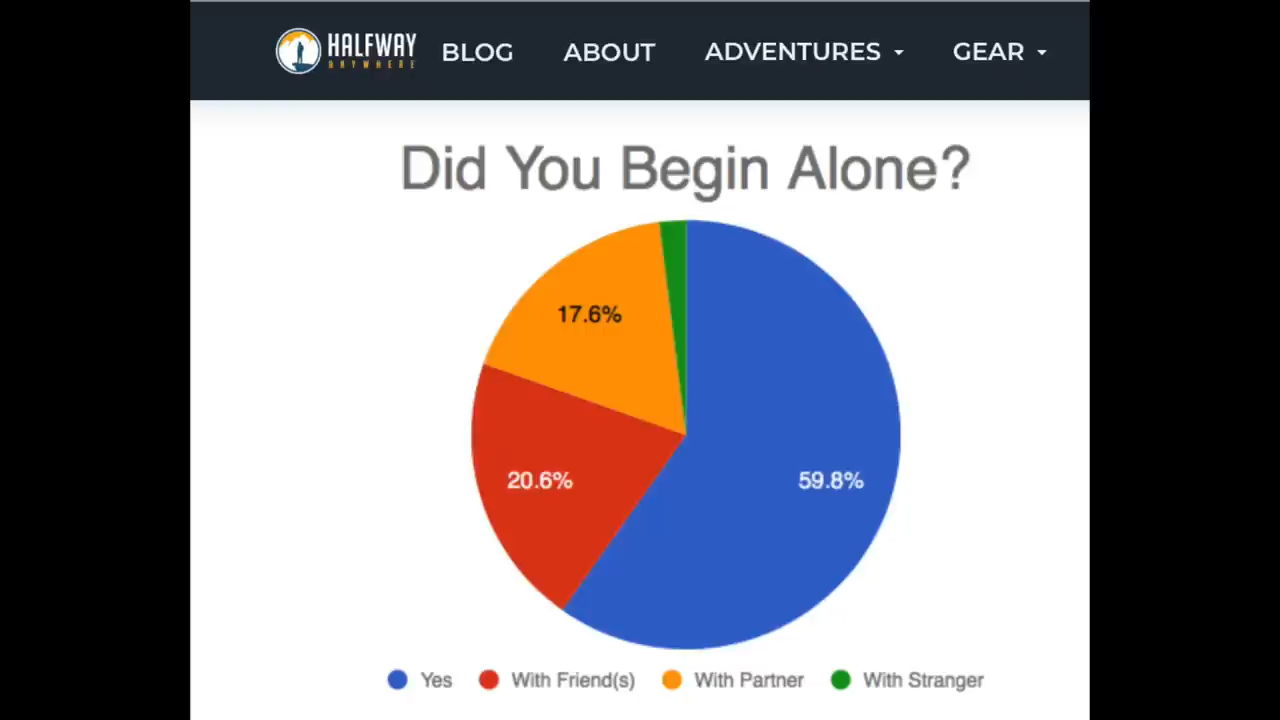 HALFWAY
ANYWHERE
BLOG ABOUT ADVENTURES GEAR
Did You Begin Alone?
17.6%
20.6%
59.8%
Yes With Friend(s) With Partner With Stranger